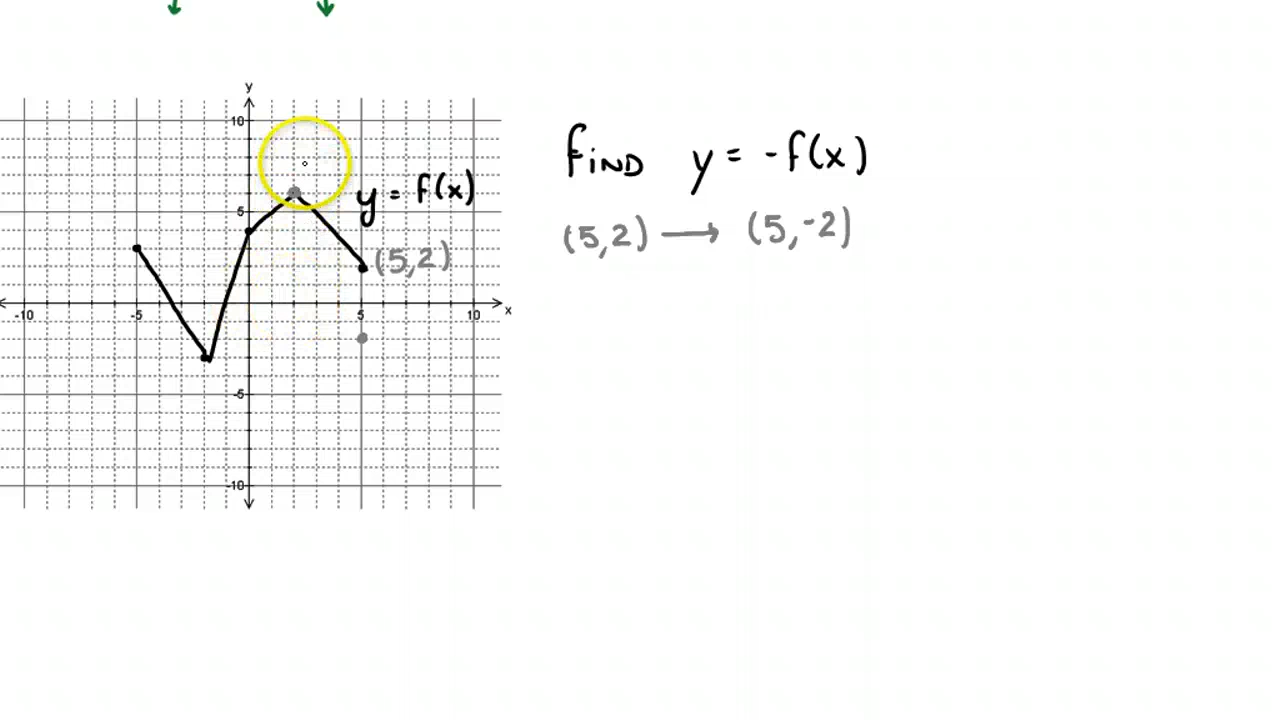 y
10
y = f(x)
5
(5,2)
-10
-5
5
10
x
-5
-10
FIND y = -f(x)
(5,2) → (5,-2)